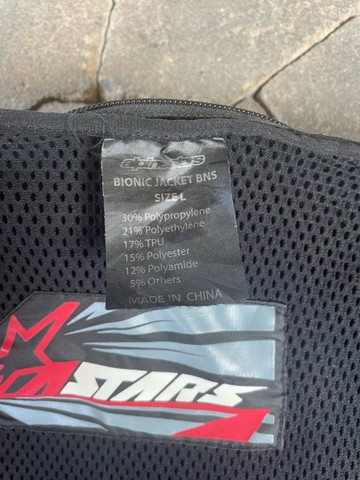 alpinestars
BIONIC JACKET BNS
SIZE L
30% Polypropylene
21% Polyethylene
17% TPU
15% Polyester
12% Polyamide
5% Others
MADE IN CHINA
STARS